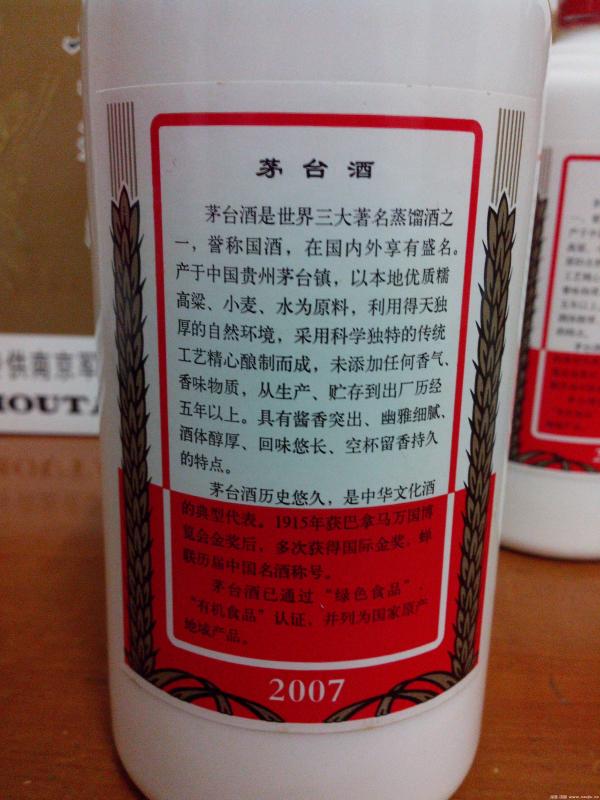 茅台酒
茅台酒是世界三大著名蒸馏酒之
一，誉称国酒，在国内外享有盛名。
产于中国贵州茅台镇，以本地优质糯
高粱、小麦、水为原料，利用得天独
厚的自然环境，采用科学独特的传统
工艺精心酿制而成，未添加任何香气、
香味物质，从生产、贮存到出厂历经
五年以上。具有酱香突出、幽雅细腻、
酒体醇厚、回味悠长、空杯留香持久
的特点。
茅台酒历史悠久，是中华文化酒
的典型代表。1915年获巴拿马万国博
览会金奖后，多次获得国际金奖，蝉
联历届中国名酒称号。
茅台酒已通过“绿色食品”、
“有机食品”认证，并列为国家原产
地域产品。
2007
供南京军
OUTA